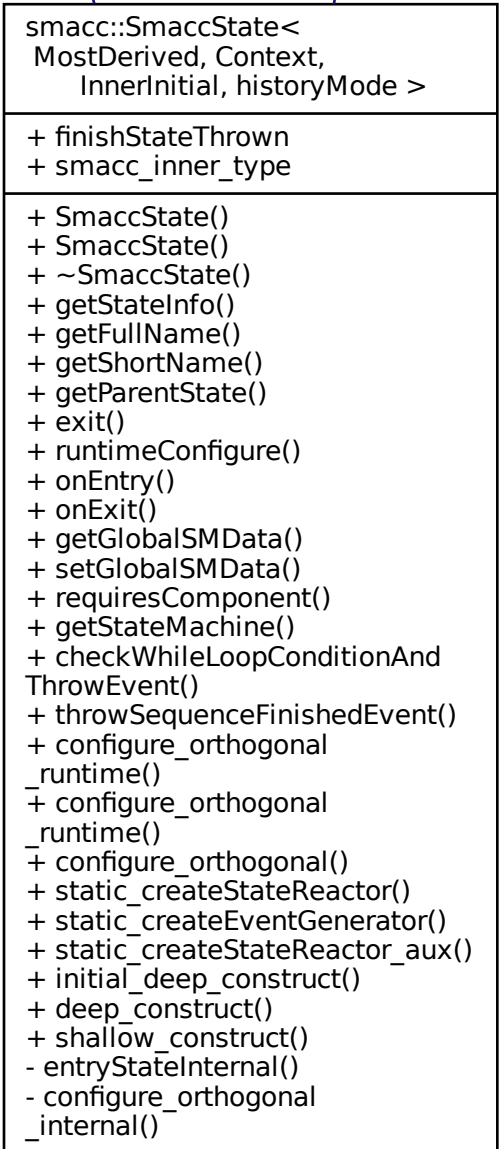 smacc::SmaccState<
MostDerived, Context,
InnerInitial, historyMode >
+ finishStateThrown
+ smacc_inner_type
+ SmaccState()
+ SmaccState()
+ ~SmaccState()
+ getStateInfo()
+ getFullName()
+ getShortName()
+ getParentState()
+ exit()
+ runtimeConfigure()
+ onEntry()
+ onExit()
+ getGlobalSMData()
+ setGlobalSMData()
+ requiresComponent()
+ getStateMachine()
+ checkWhileLoopConditionAnd
ThrowEvent()
+ throwSequenceFinishedEvent()
+ configure_orthogonal
_runtime()
+ configure_orthogonal
_runtime()
+ configure_orthogonal()
+ static_createStateReactor()
+ static_createEventGenerator()
+ static_createStateReactor_aux()
+ initial_deep_construct()
+ deep_construct()
+ shallow_construct()
- entryStateInternal()
- configure_orthogonal
_internal()